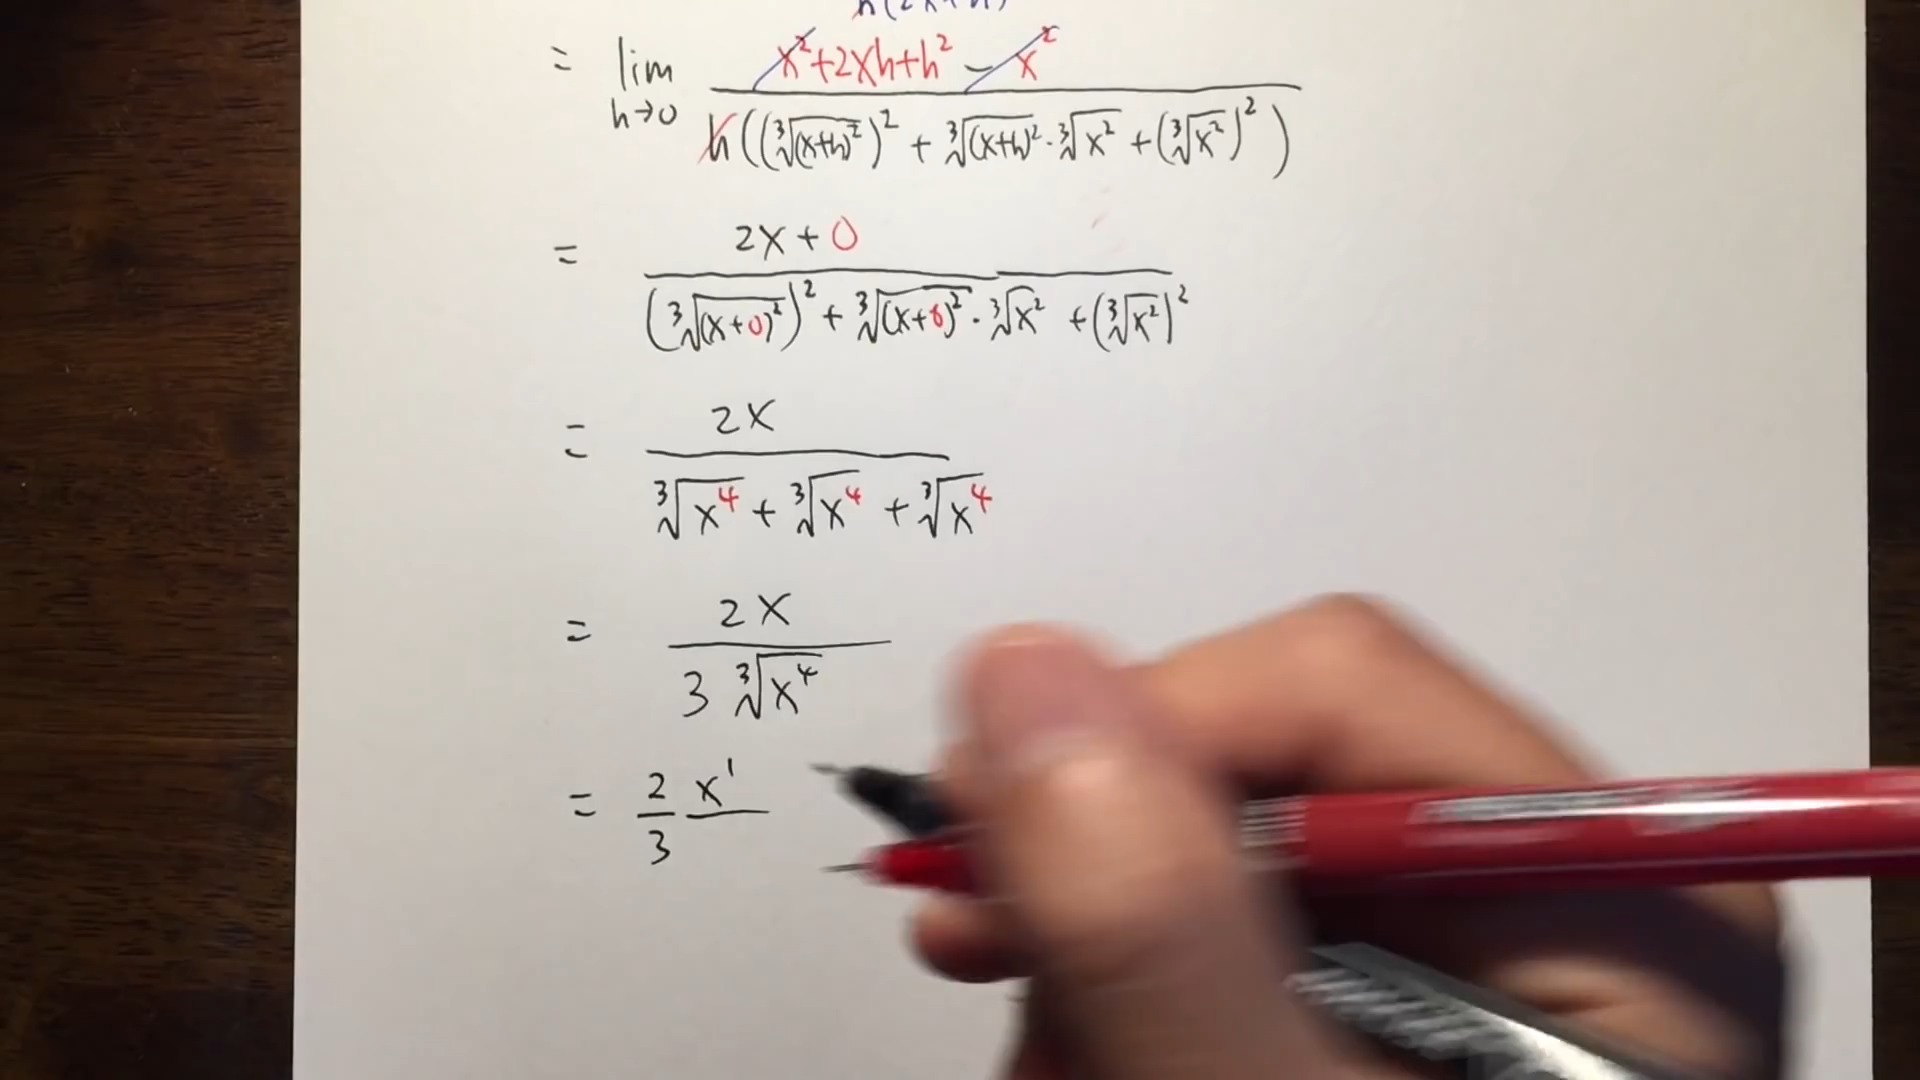 h(2x+h)
= lim h→0 x²+2xh+h² − x² / h((∛(x+h)²)² + ∛(x+h)² · ∛x² + (∛x²)²)
= 2x+0 / (∛(x+0)²)² + ∛(x+0)² · ∛x² + (∛x²)²
= 2x / ∛x⁴ + ∛x⁴ + ∛x⁴
= 2x / 3 ∛x⁴
= 2/3 x¹